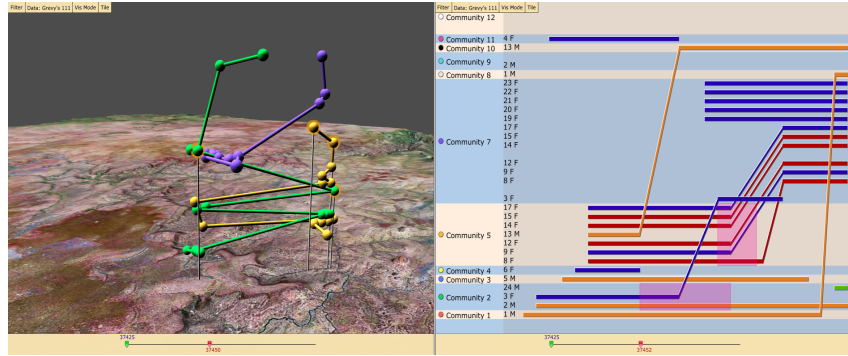 Filter Data: Grevy's 111 Vis Mode Tile
37425
37450
Filter Data: Grevy's 111 Vis Mode Tile
Community 12
Community 11 4 F
Community 10 13 M
Community 9
2 M
Community 8 1 M
23 F
22 F
21 F
20 F
19 F
17 F
15 F
Community 7 14 F
12 F
9 F
8 F
3 F
17 F
15 F
14 F
Community 5 13 M
12 F
9 F
8 F
Community 4 6 F
Community 3 5 M
24 M
Community 2 3 F
2 M
Community 1 1 M
37425
37452